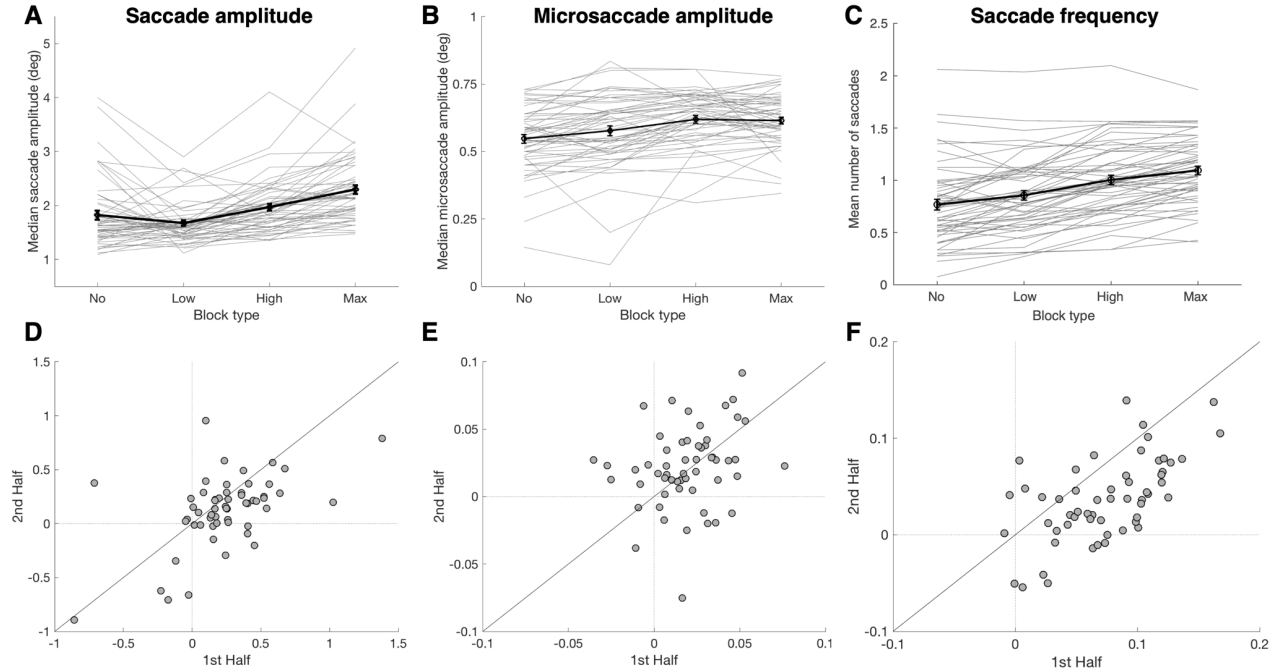 A
Saccade amplitude
Median saccade amplitude (deg)
5
4
3
2
1
No Low High Max
Block type
B
Microsaccade amplitude
Median microsaccade amplitude (deg)
1
0.75
0.5
0.25
0
No Low High Max
Block type
C
Saccade frequency
Mean number of saccades
2.5
2
1.5
1
0.5
0
No Low High Max
Block type
D
2nd Half
1.5
1
0.5
0
-0.5
-1
-1 -0.5 0 0.5 1 1.5
1st Half
E
2nd Half
0.1
0.05
0
-0.05
-0.1
-0.1 -0.05 0 0.05 0.1
1st Half
F
2nd Half
0.2
0.1
0
-0.1
-0.1 0 0.1 0.2
1st Half